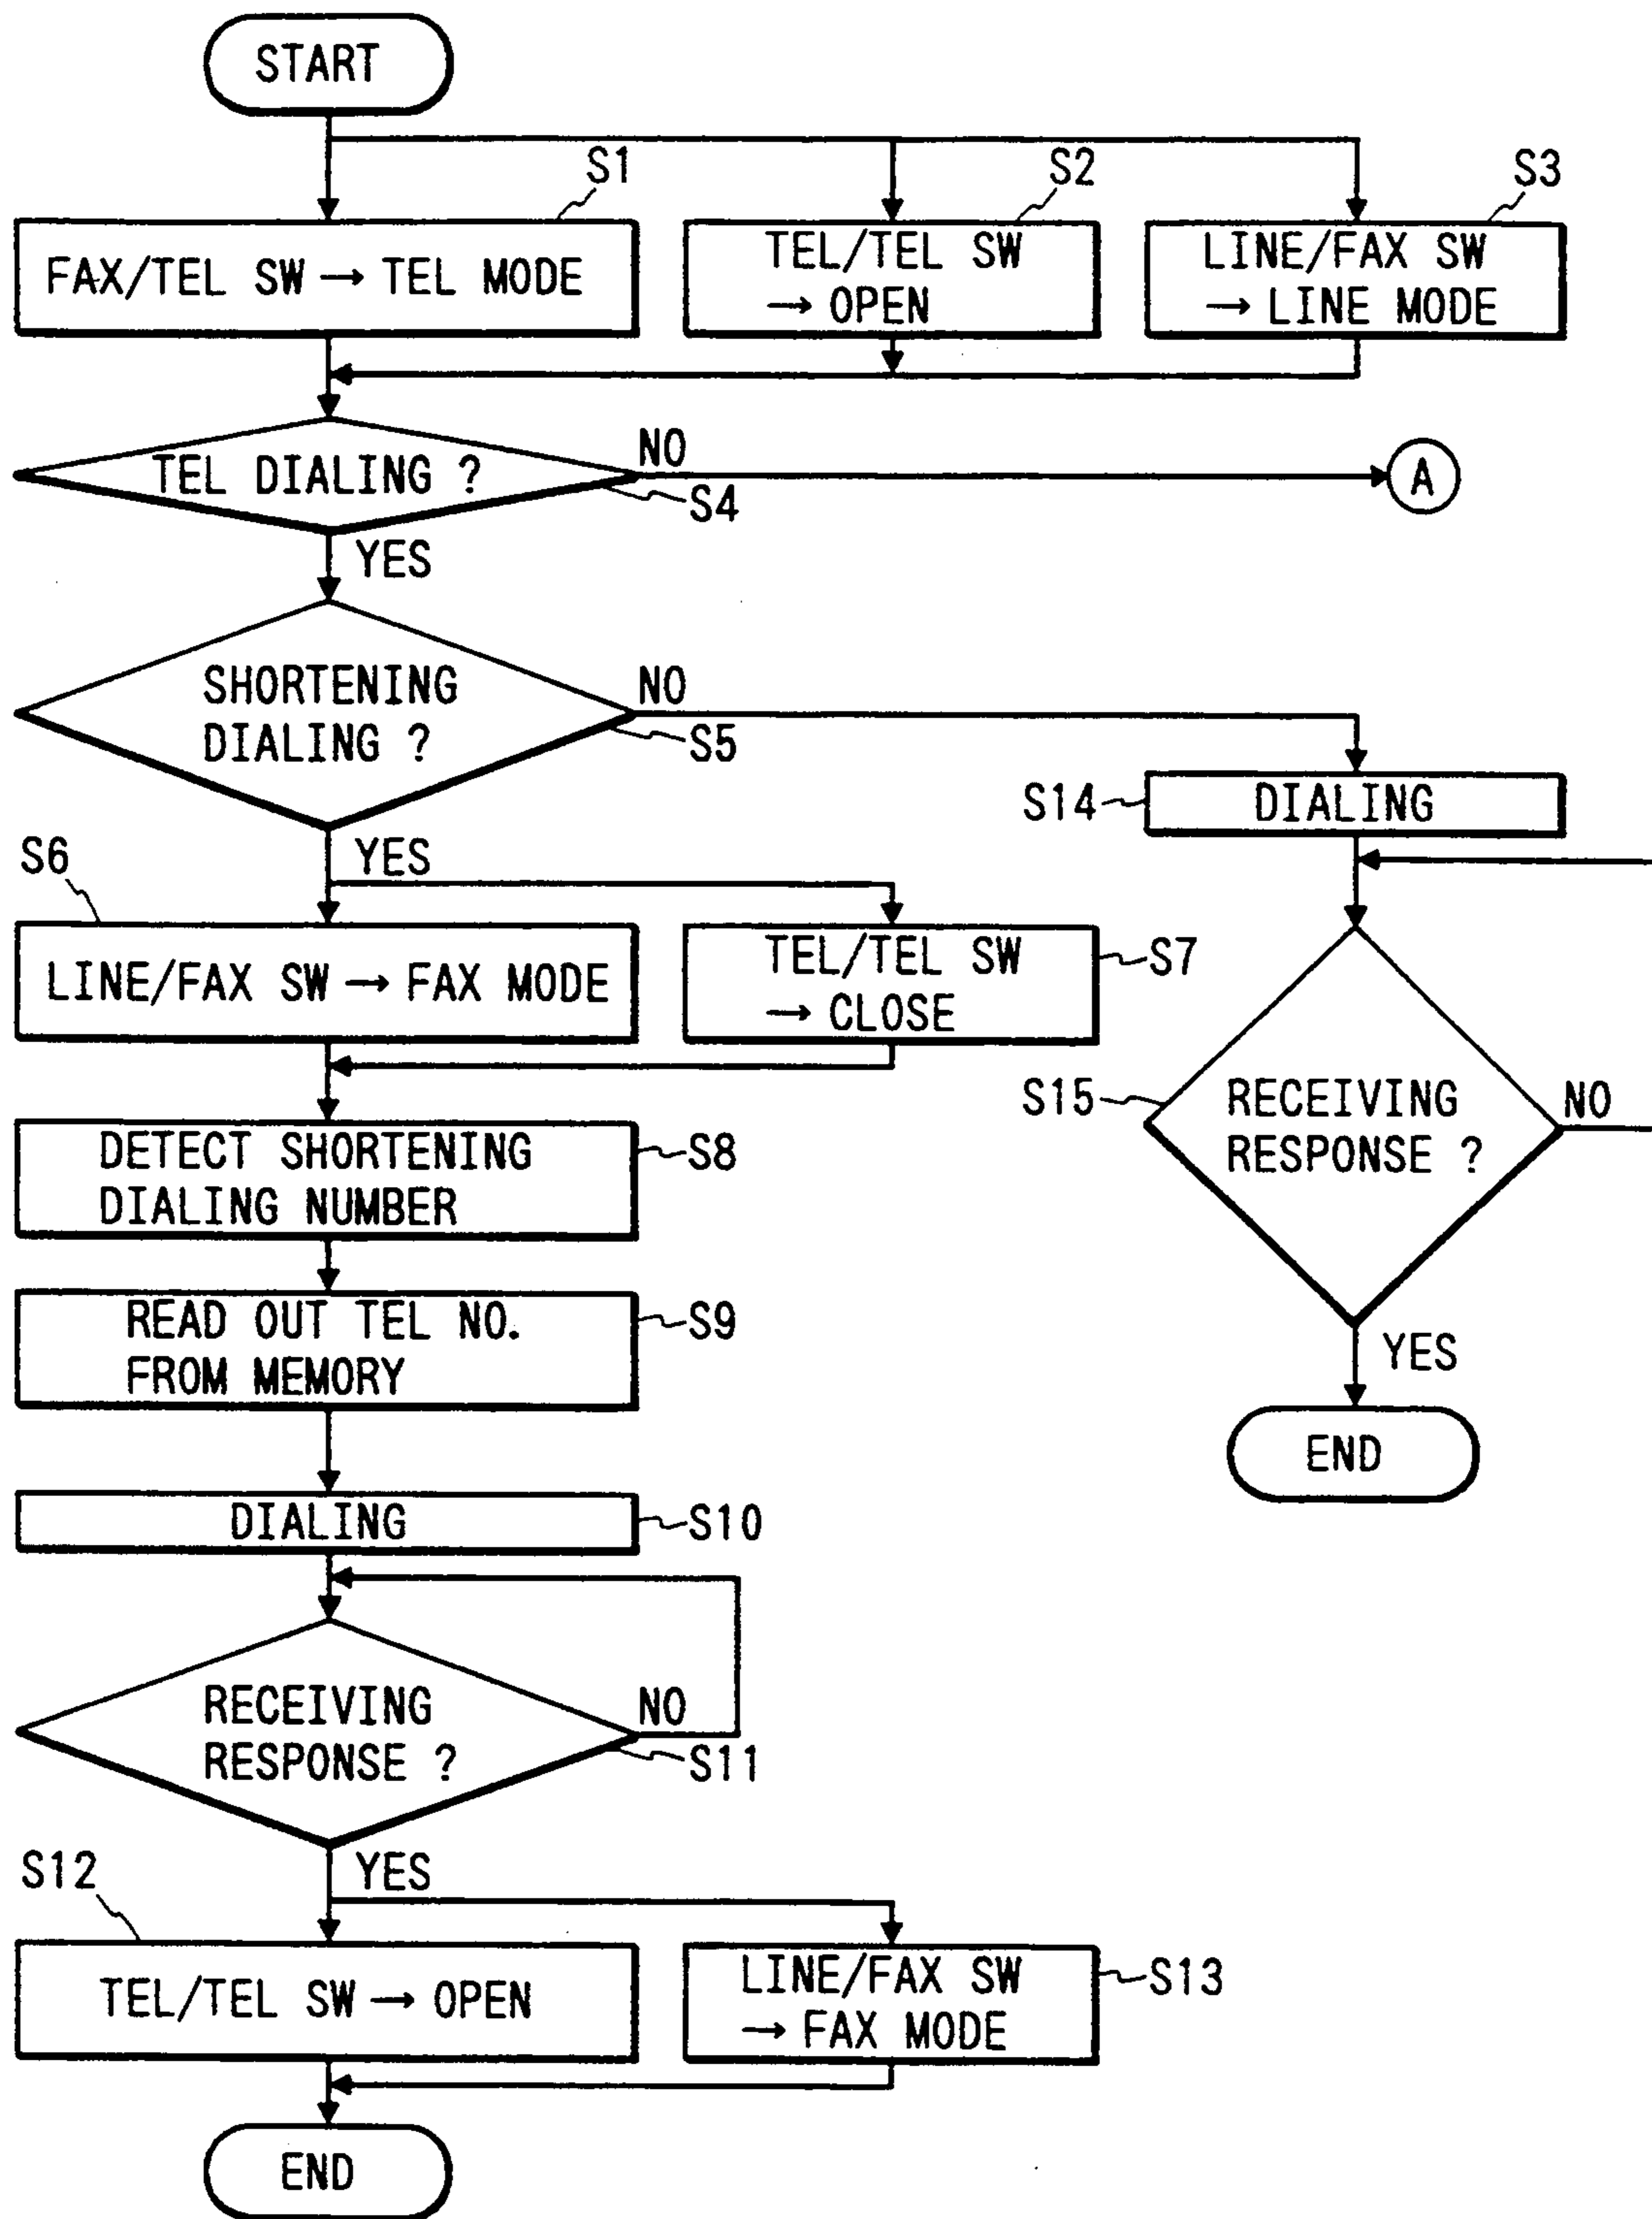 START
S1
S2
S3
FAX/TEL SW → TEL MODE
TEL/TEL SW
→ OPEN
LINE/FAX SW
→ LINE MODE
TEL DIALING ?
NO
S4
A
YES
SHORTENING
DIALING ?
NO
S5
S14
DIALING
YES
S6
LINE/FAX SW → FAX MODE
TEL/TEL SW
→ CLOSE
S7
S15
RECEIVING
RESPONSE ?
NO
DETECT SHORTENING
DIALING NUMBER
S8
READ OUT TEL NO.
FROM MEMORY
S9
YES
END
DIALING
S10
RECEIVING
RESPONSE ?
NO
S11
YES
S12
TEL/TEL SW → OPEN
LINE/FAX SW
→ FAX MODE
S13
END